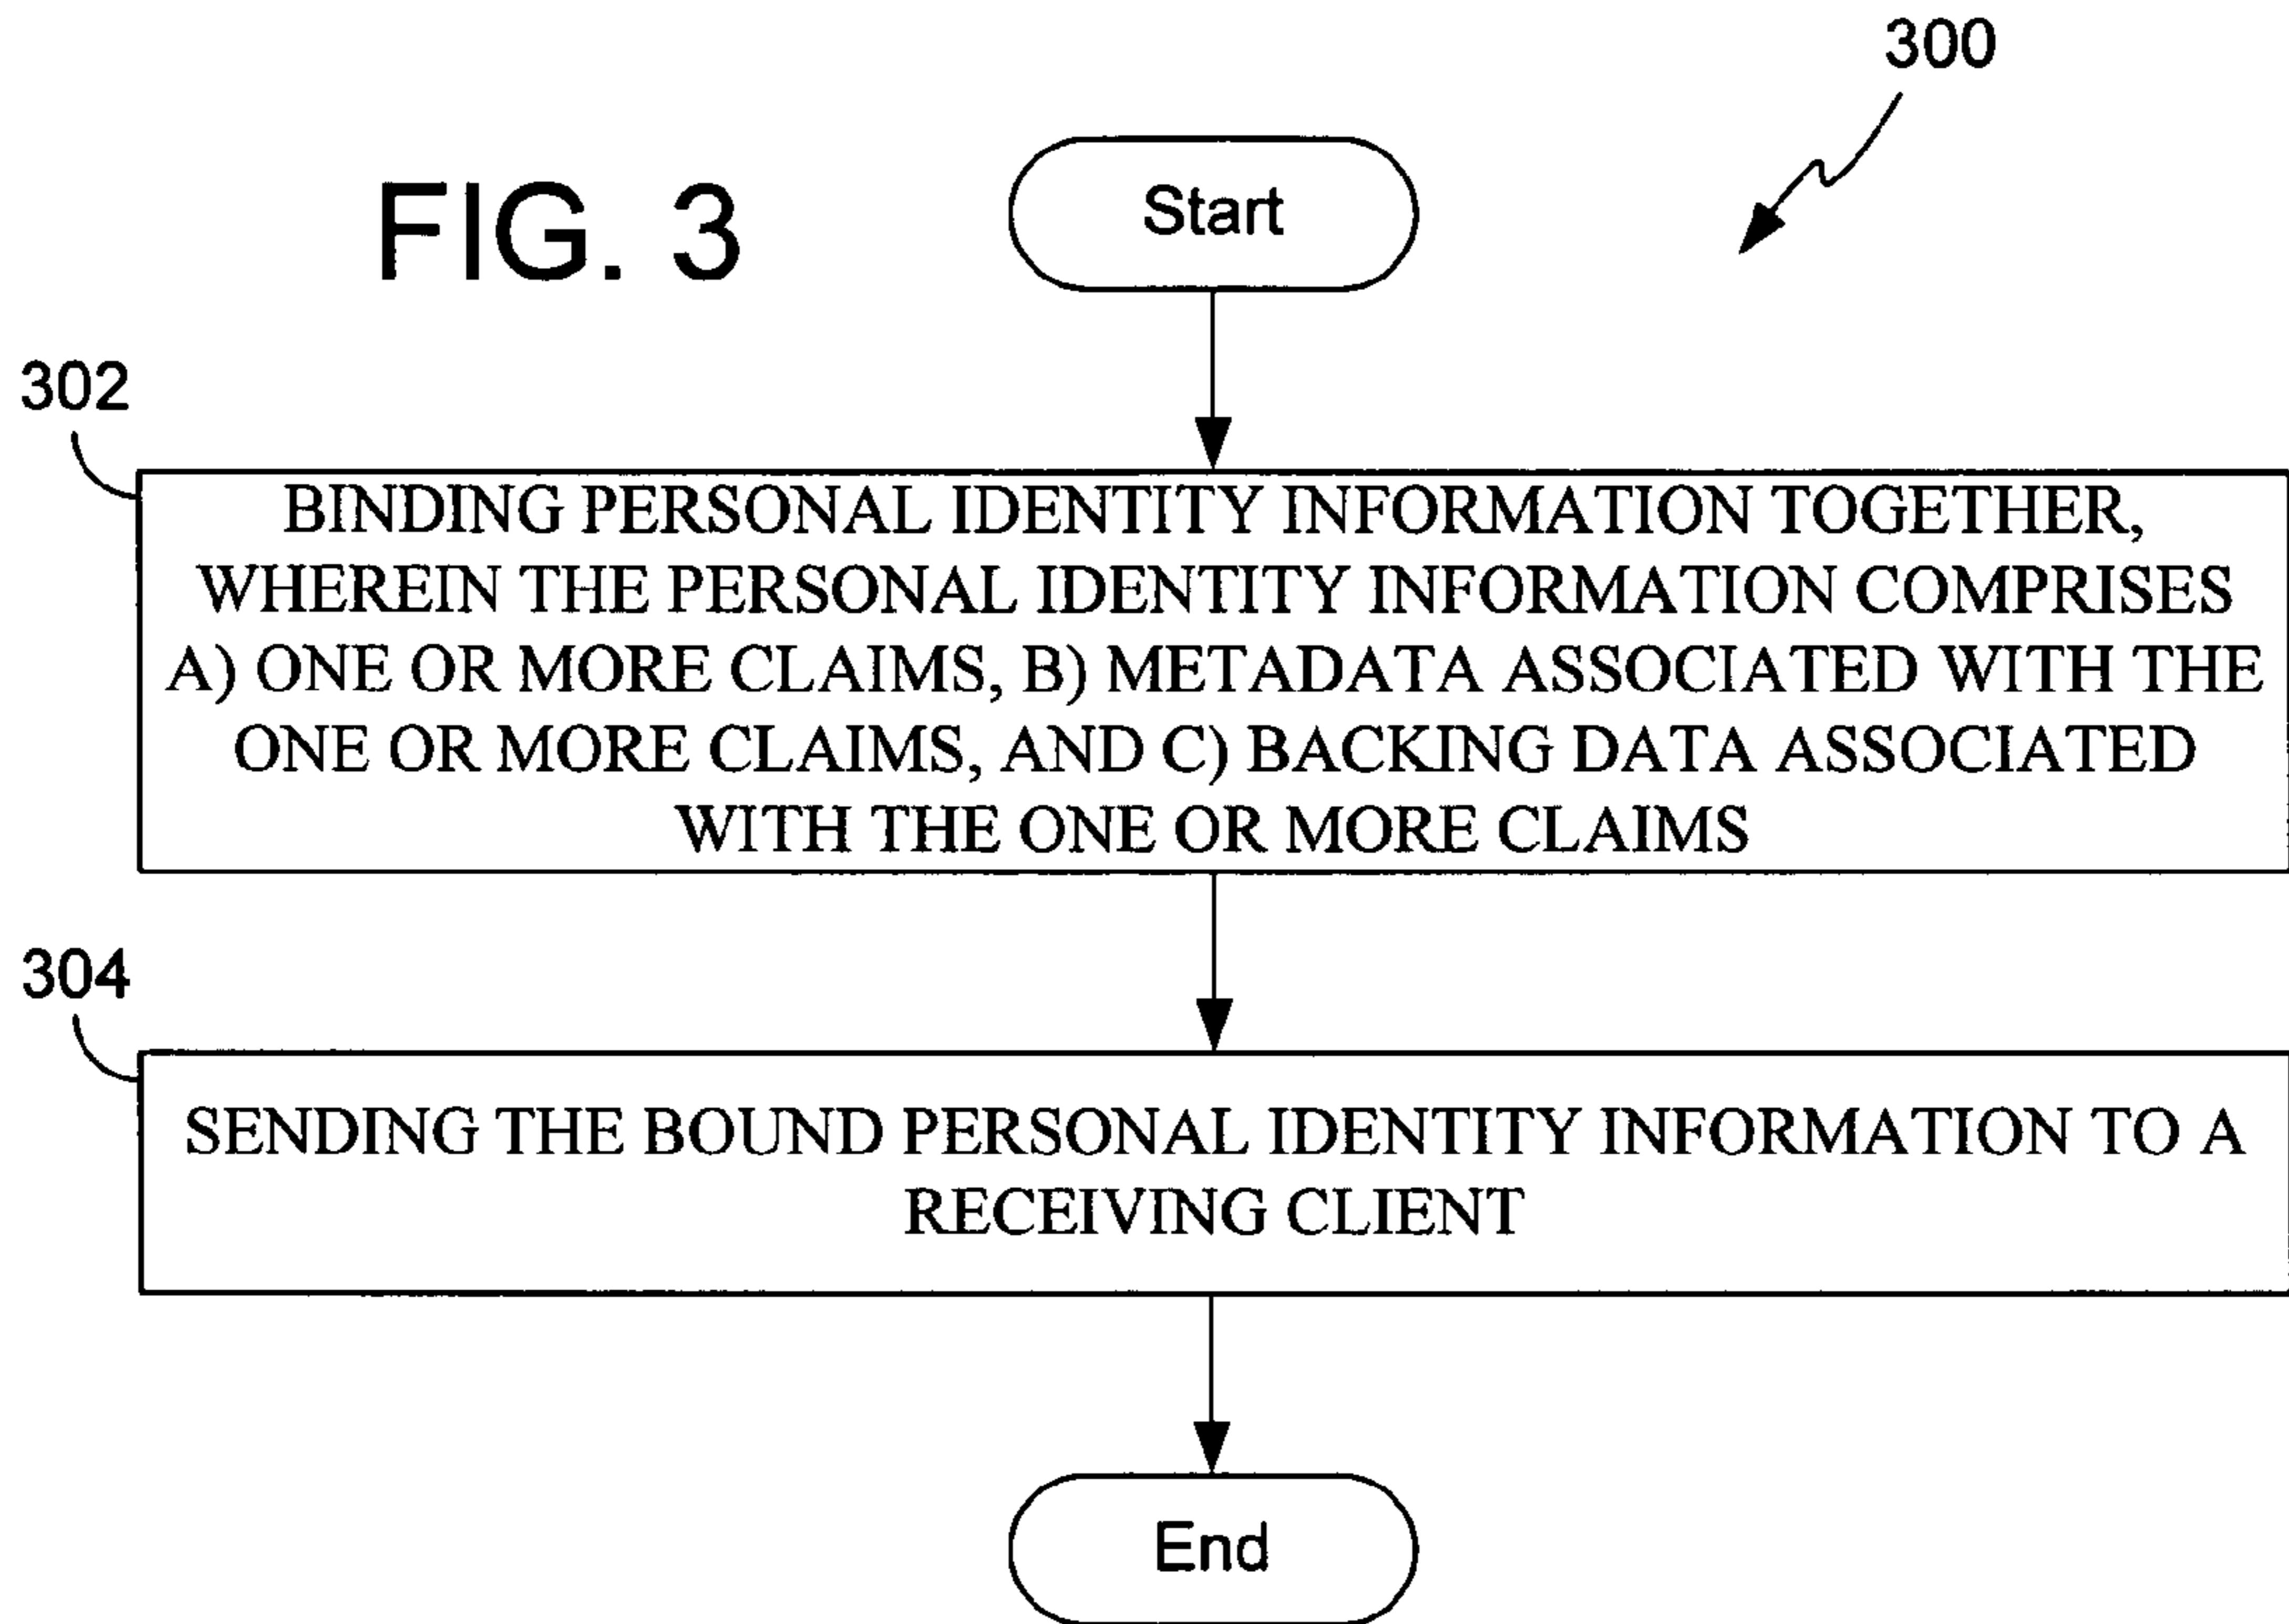 300
FIG. 3
Start
302
BINDING PERSONAL IDENTITY INFORMATION TOGETHER,
WHEREIN THE PERSONAL IDENTITY INFORMATION COMPRISES
A) ONE OR MORE CLAIMS, B) METADATA ASSOCIATED WITH THE
ONE OR MORE CLAIMS, AND C) BACKING DATA ASSOCIATED
WITH THE ONE OR MORE CLAIMS
304
SENDING THE BOUND PERSONAL IDENTITY INFORMATION TO A
RECEIVING CLIENT
End